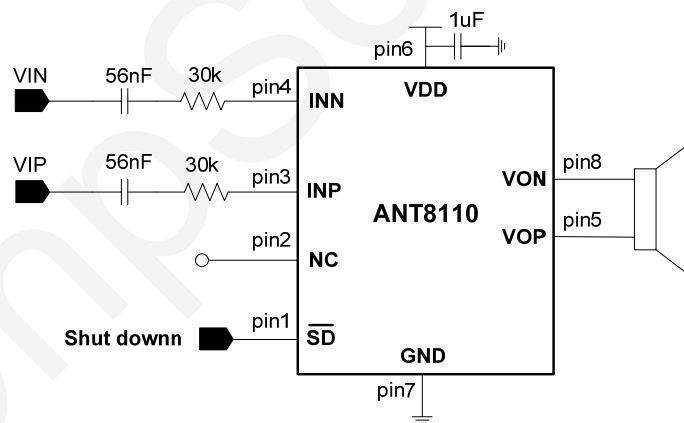 1uF
pin6
VIN
56nF
30k
pin4
INN
VDD
VIP
56nF
30k
pin3
INP
VON
pin8
ANT8110
pin2
NC
VOP
pin5
Shut downn
pin1
SD
GND
pin7